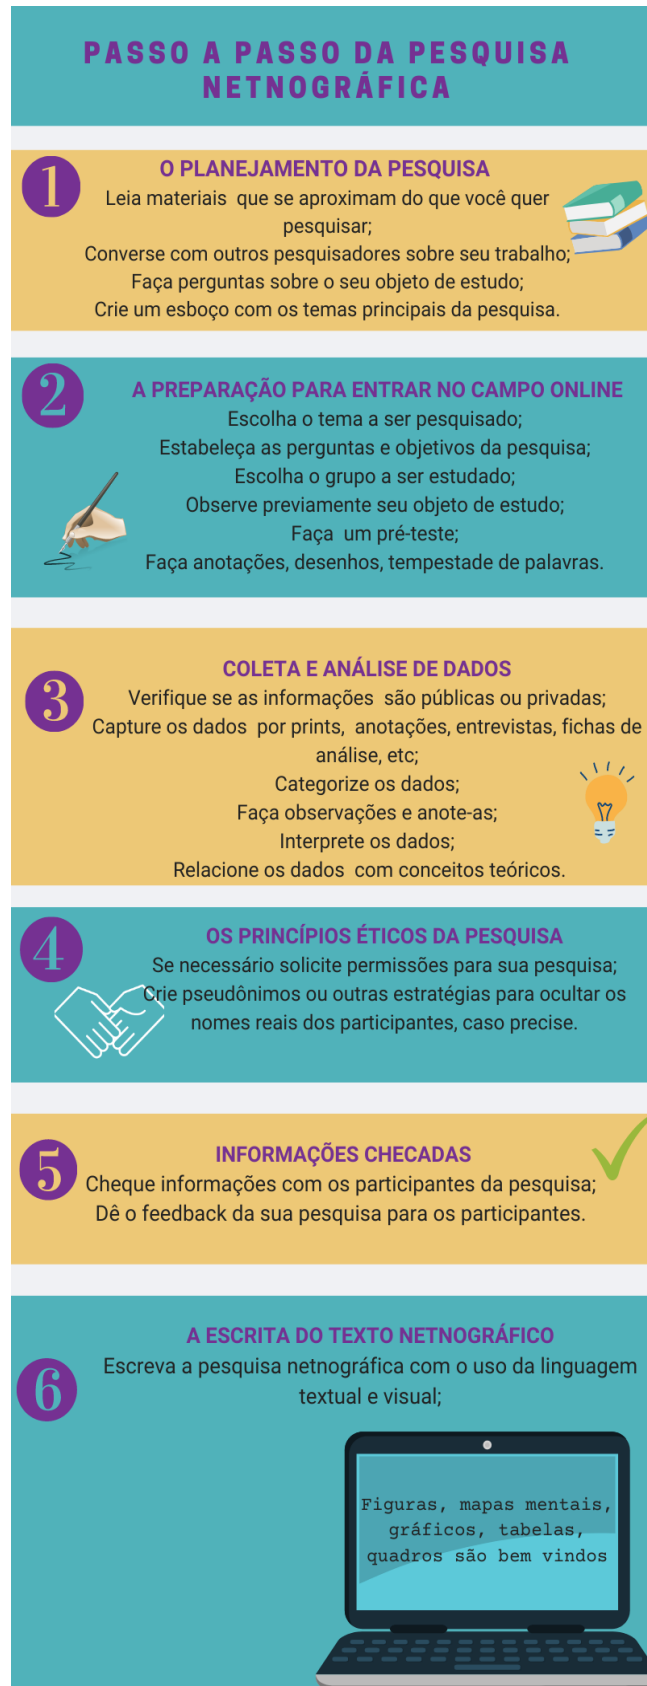 PASSO A PASSO DA PESQUISA
NETNOGRÁFICA
1
O PLANEJAMENTO DA PESQUISA
Leia materiais que se aproximam do que você quer
pesquisar;
Converse com outros pesquisadores sobre seu trabalho;
Faça perguntas sobre o seu objeto de estudo;
Crie um esboço com os temas principais da pesquisa.
2
A PREPARAÇÃO PARA ENTRAR NO CAMPO ONLINE
Escolha o tema a ser pesquisado;
Estabeleça as perguntas e objetivos da pesquisa;
Escolha o grupo a ser estudado;
Observe previamente seu objeto de estudo;
Faça um pré-teste;
Faça anotações, desenhos, tempestade de palavras.
3
COLETA E ANÁLISE DE DADOS
Verifique se as informações são públicas ou privadas;
Capture os dados por prints, anotações, entrevistas, fichas de
análise, etc;
Categorize os dados;
Faça observações e anote-as;
Interprete os dados;
Relacione os dados com conceitos teóricos.
4
OS PRINCÍPIOS ÉTICOS DA PESQUISA
Se necessário solicite permissões para sua pesquisa;
Crie pseudônimos ou outras estratégias para ocultar os
nomes reais dos participantes, caso precise.
5
INFORMAÇÕES CHECADAS
Cheque informações com os participantes da pesquisa;
Dê o feedback da sua pesquisa para os participantes.
6
A ESCRITA DO TEXTO NETNOGRÁFICO
Escreva a pesquisa netnográfica com o uso da linguagem
textual e visual;
Figuras, mapas mentais,
gráficos, tabelas,
quadros são bem vindos